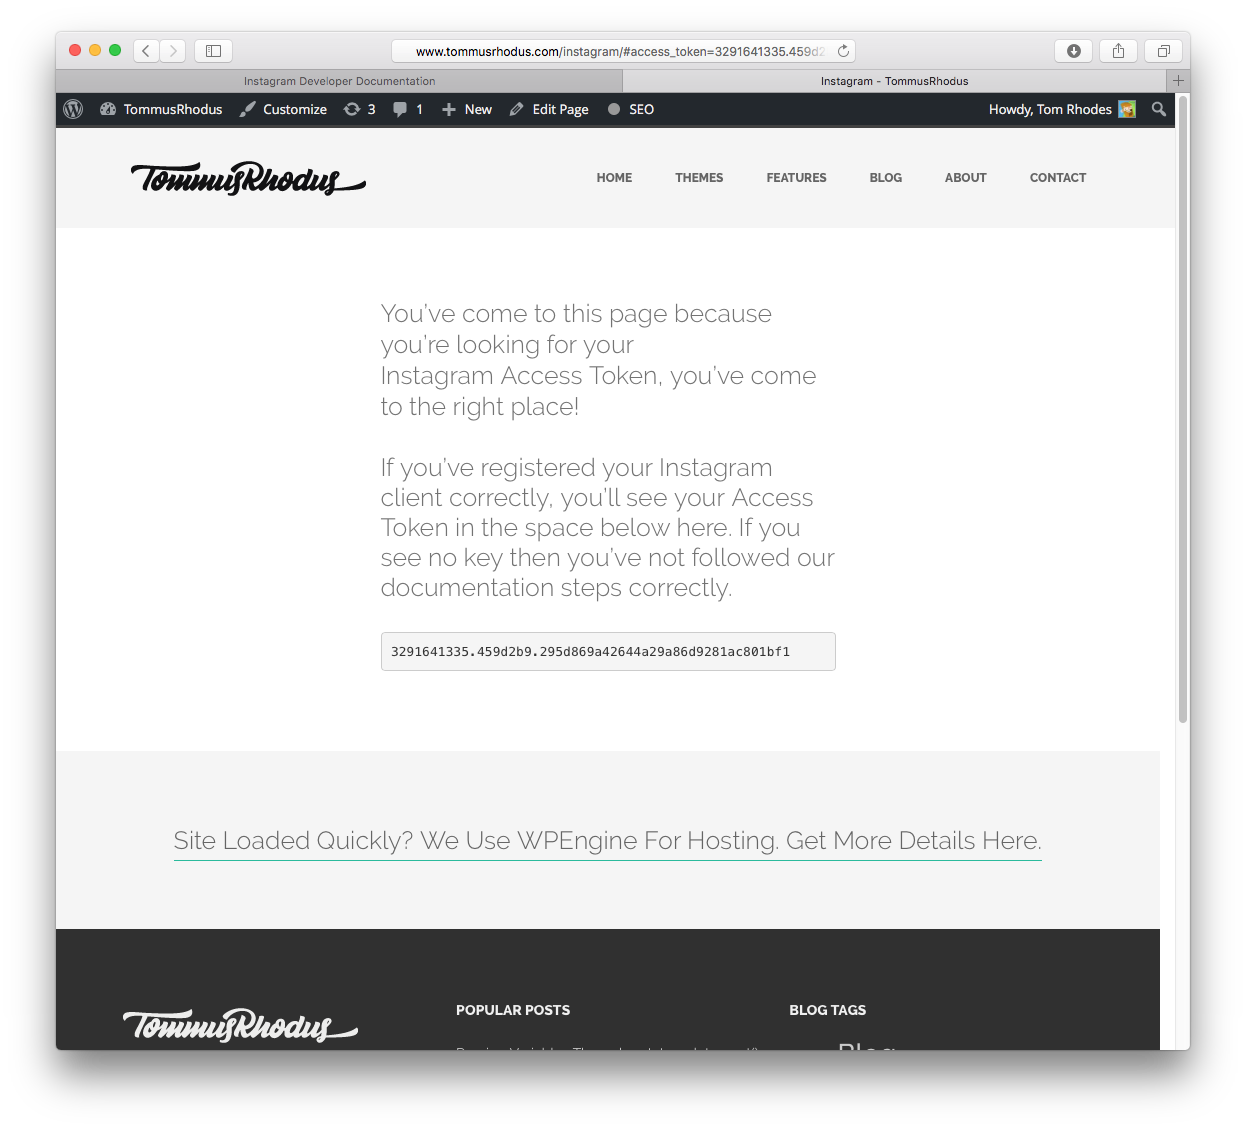 www.tommusrhodus.com/instagram/#access_token=3291641335.459d2
Instagram Developer Documentation
Instagram - TommusRhodus
TommusRhodus Customize 3 1 New Edit Page SEO Howdy, Tom Rhodes
TommusRhodus HOME THEMES FEATURES BLOG ABOUT CONTACT
You’ve come to this page because
you’re looking for your
Instagram Access Token, you’ve come
to the right place!
If you’ve registered your Instagram
client correctly, you’ll see your Access
Token in the space below here. If you
see no key then you’ve not followed our
documentation steps correctly.
3291641335.459d2b9.295d869a42644a29a86d9281ac801bf1
Site Loaded Quickly? We Use WPEngine For Hosting. Get More Details Here.
TommusRhodus
POPULAR POSTS
BLOG TAGS
Blog